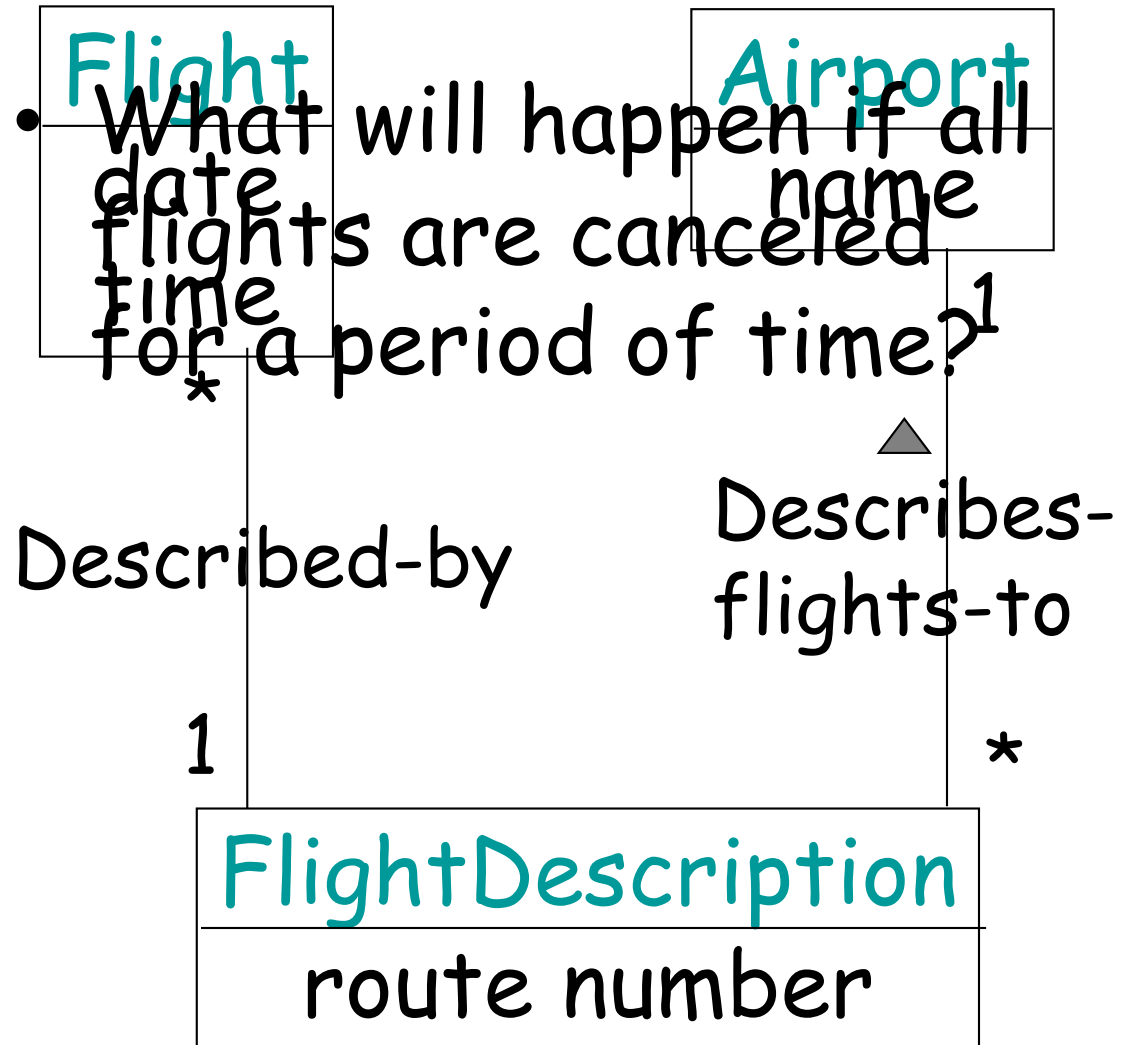 Flight
Airport
• What will happen if all
date
name
flights are canceled
time
1
for a period of time?
*
Describes-
Described-by
flights-to
1
*
FlightDescription
route number